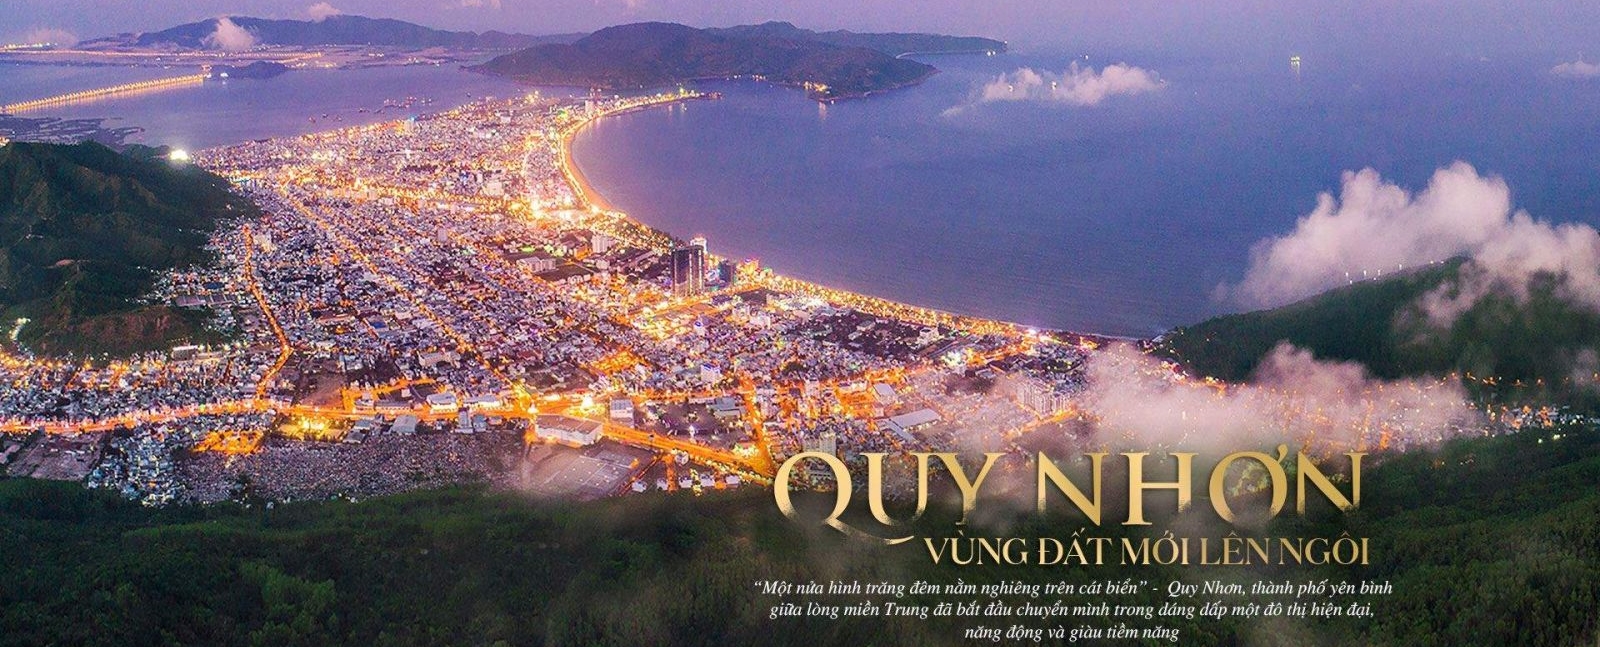 QUY NHƠN
VÙNG ĐẤT MỚI LÊN NGÔI
“Một nửa hình trăng đêm nằm nghiêng trên cát biển” - Quy Nhơn, thành phố yên bình
giữa lòng miền Trung đã bắt đầu chuyển mình trong dáng dấp một đô thị hiện đại,
năng động và giàu tiềm năng